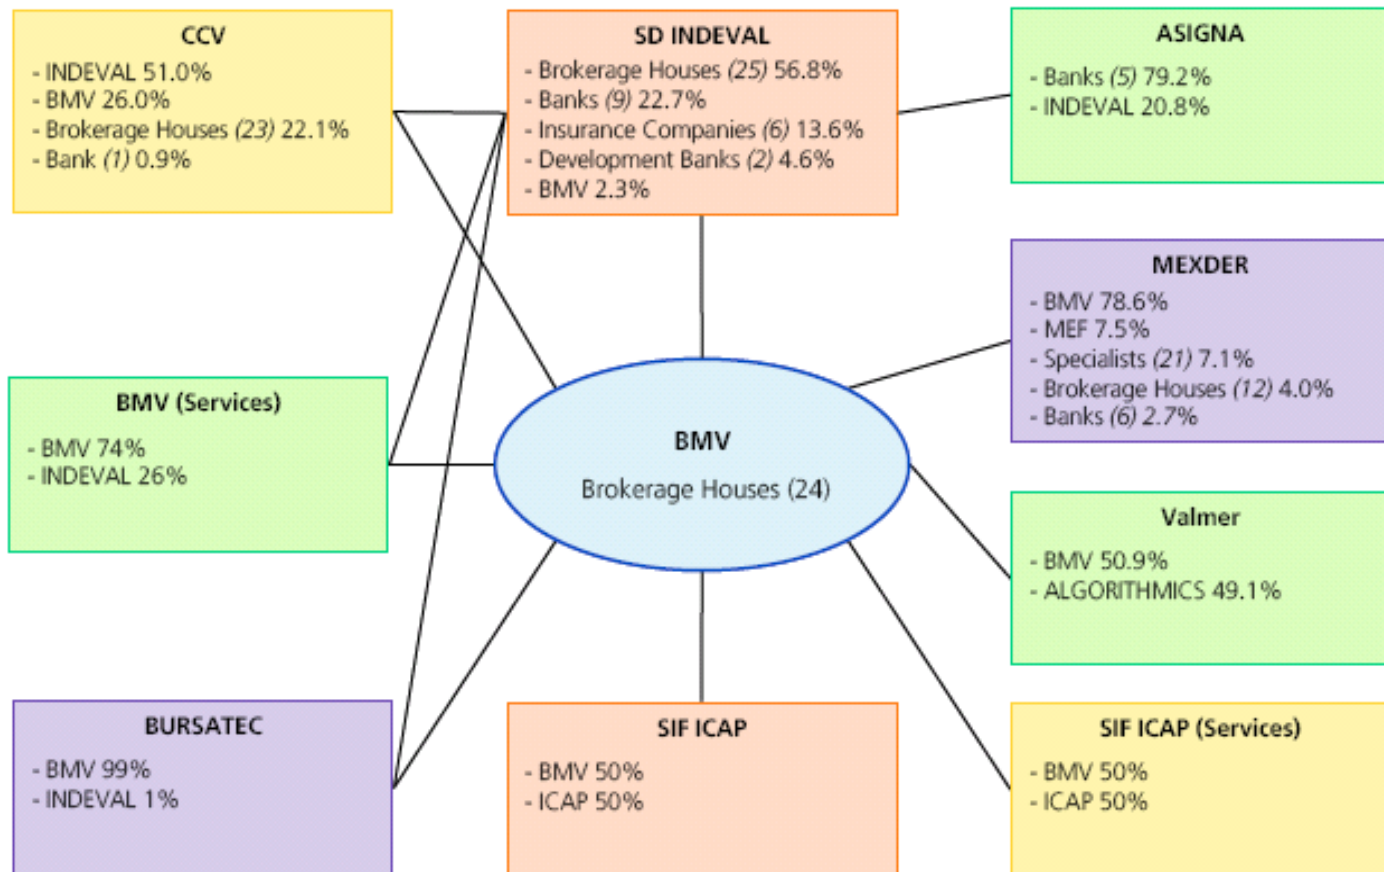 CCV
- INDEVAL 51.0%
- BMV 26.0%
- Brokerage Houses (23) 22.1%
- Bank (1) 0.9%
SD INDEVAL
- Brokerage Houses (25) 56.8%
- Banks (9) 22.7%
- Insurance Companies (6) 13.6%
- Development Banks (2) 4.6%
- BMV 2.3%
ASIGNA
- Banks (5) 79.2%
- INDEVAL 20.8%
MEXDER
- BMV 78.6%
- MEF 7.5%
- Specialists (21) 7.1%
- Brokerage Houses (12) 4.0%
- Banks (6) 2.7%
BMV (Services)
- BMV 74%
- INDEVAL 26%
BMV
Brokerage Houses (24)
Valmer
- BMV 50.9%
- ALGORITHMICS 49.1%
BURSATEC
- BMV 99%
- INDEVAL 1%
SIF ICAP
- BMV 50%
- ICAP 50%
SIF ICAP (Services)
- BMV 50%
- ICAP 50%